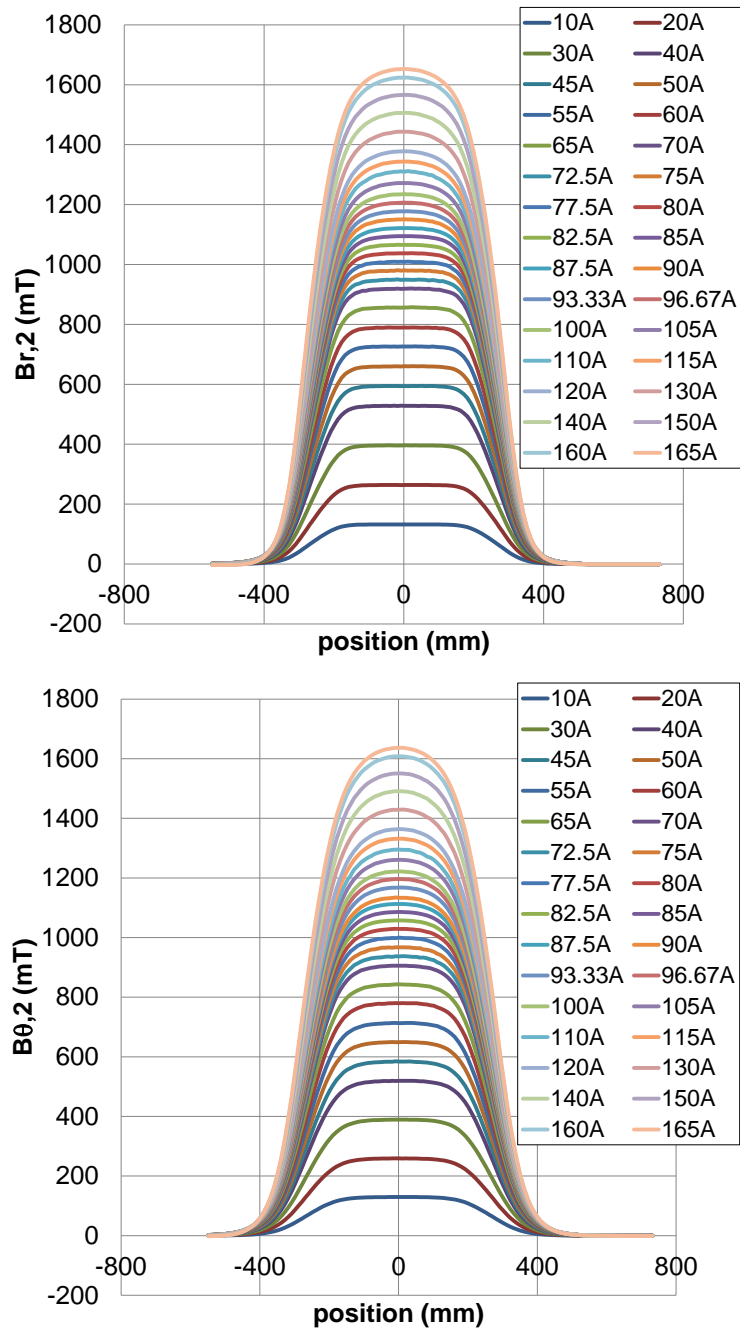 1800
1600
1400
1200
1000
800
600
400
200
0
-200
-800 -400 0 400 800
Br,2 (mT)
position (mm)
10A 20A
30A 40A
45A 50A
55A 60A
65A 70A
72.5A 75A
77.5A 80A
82.5A 85A
87.5A 90A
93.33A 96.67A
100A 105A
110A 115A
120A 130A
140A 150A
160A 165A
1800
1600
1400
1200
1000
800
600
400
200
0
-200
-800 -400 0 400 800
Bθ,2 (mT)
position (mm)
10A 20A
30A 40A
45A 50A
55A 60A
65A 70A
72.5A 75A
77.5A 80A
82.5A 85A
87.5A 90A
93.33A 96.67A
100A 105A
110A 115A
120A 130A
140A 150A
160A 165A